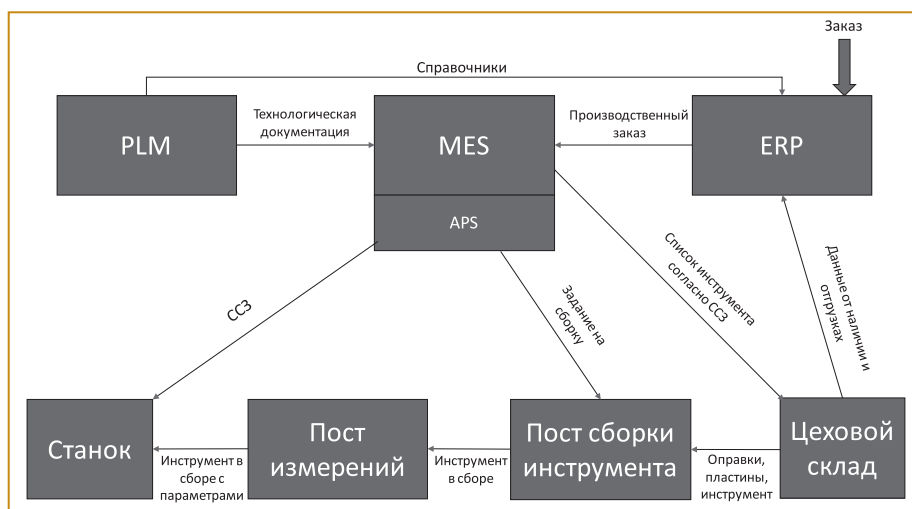 Заказ
Справочники
Технологическая
документация
Производственный
заказ
PLM
MES
ERP
APS
ССЗ
Задание на
сборку
Список инструмента
согласно ССЗ
Данные от наличии и
отгрузках
Станок
Пост
измерений
Пост сборки
инструмента
Цеховой
склад
Инструмент в
сборе с
параметрами
Инструмент
в сборе
Оправки,
пластины,
инструмент